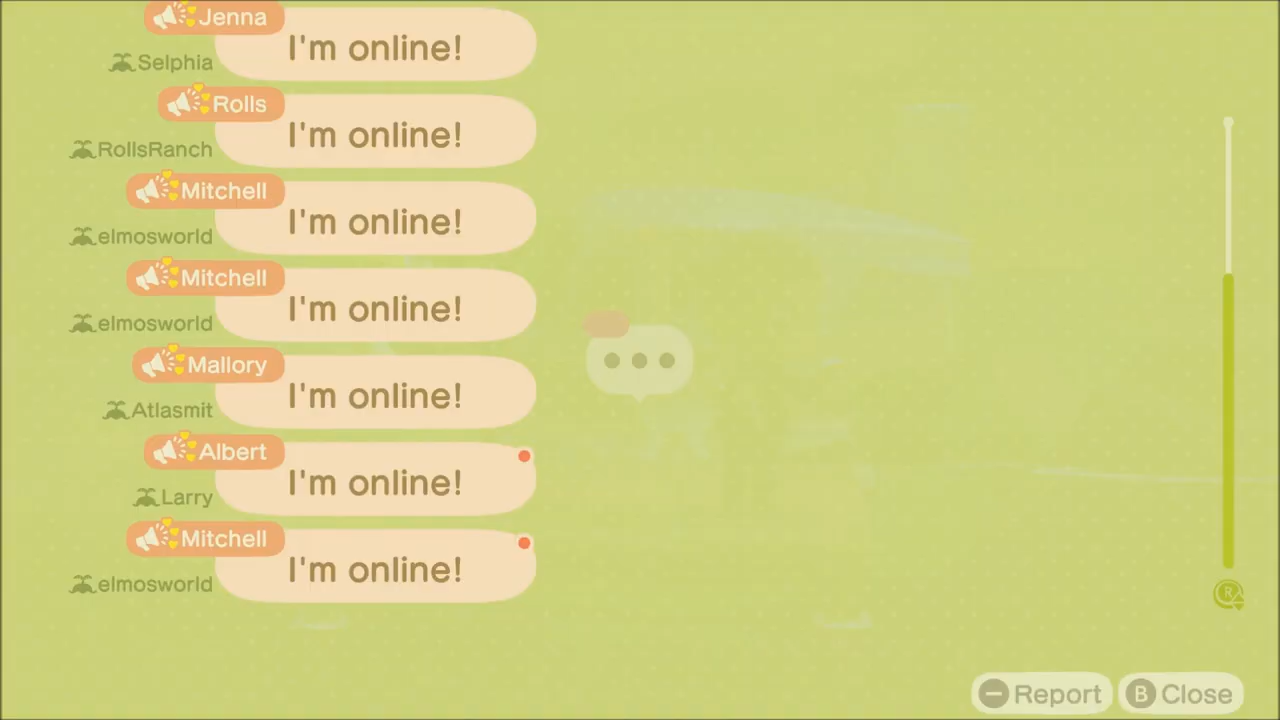 Jenna
I'm online!
Selphia
Rolls
I'm online!
RollsRanch
Mitchell
I'm online!
elmosworld
Mitchell
I'm online!
elmosworld
Mallory
I'm online!
Atlasmit
Albert
I'm online!
Larry
Mitchell
I'm online!
elmosworld
R
Report
B Close